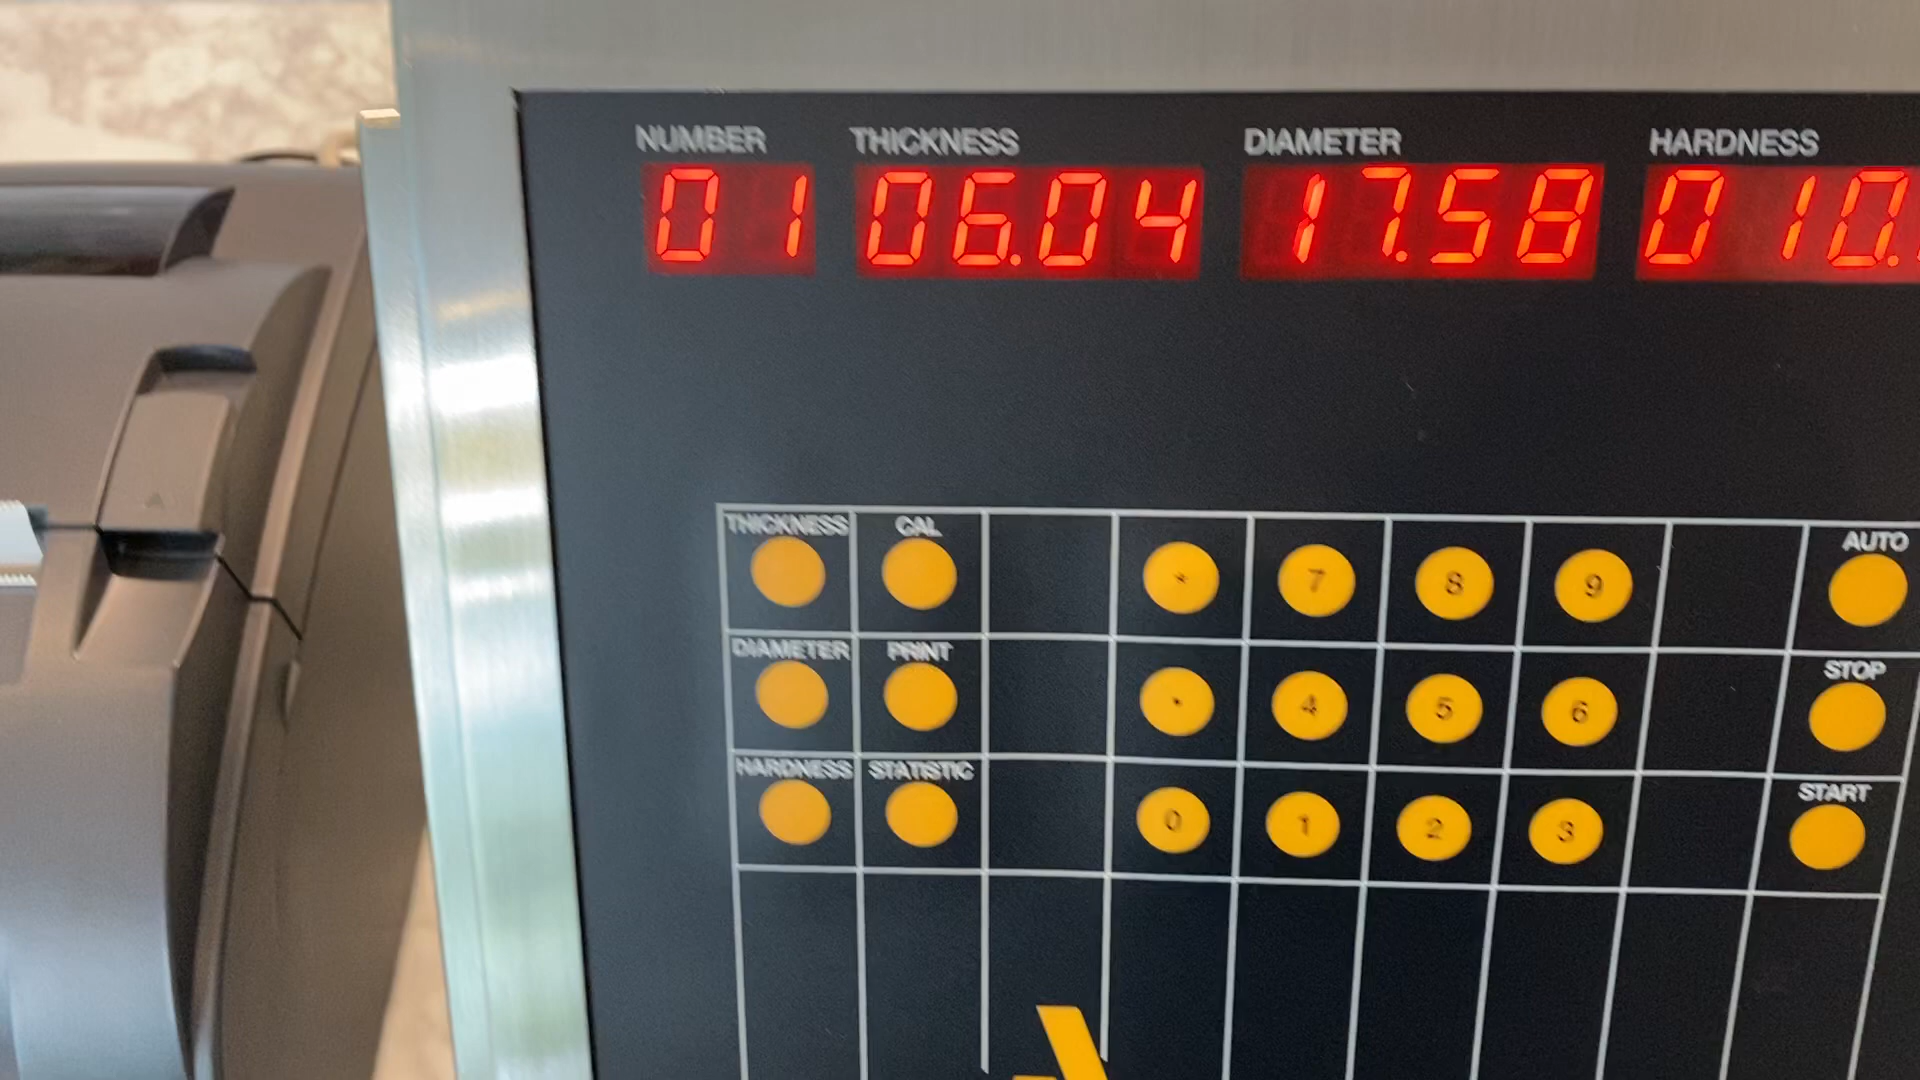 NUMBER THICKNESS DIAMETER HARDNESS
01 06.04 17.58 010.
THICKNESS CAL AUTO
* 7 8 9
DIAMETER PRINT STOP
. 4 5 6
HARDNESS STATISTIC START
0 1 2 3